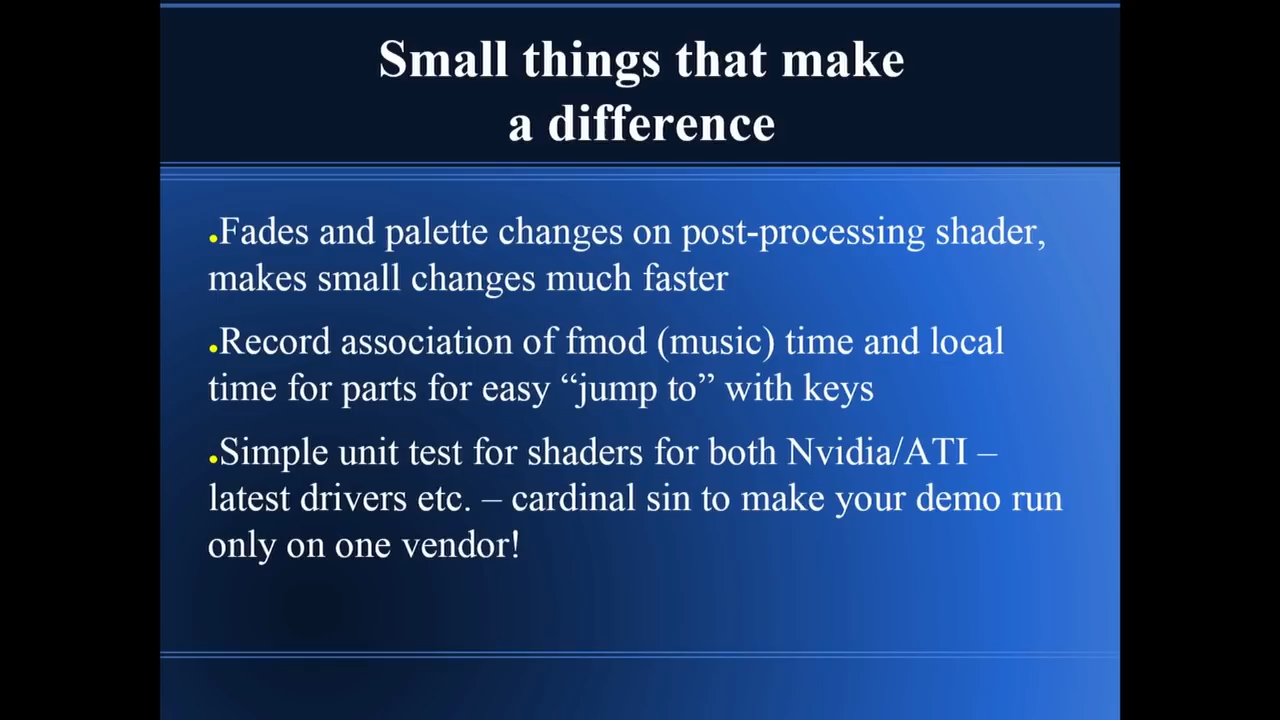 Small things that make
a difference
•Fades and palette changes on post-processing shader,
makes small changes much faster
•Record association of fmod (music) time and local
time for parts for easy “jump to” with keys
•Simple unit test for shaders for both Nvidia/ATI –
latest drivers etc. – cardinal sin to make your demo run
only on one vendor!